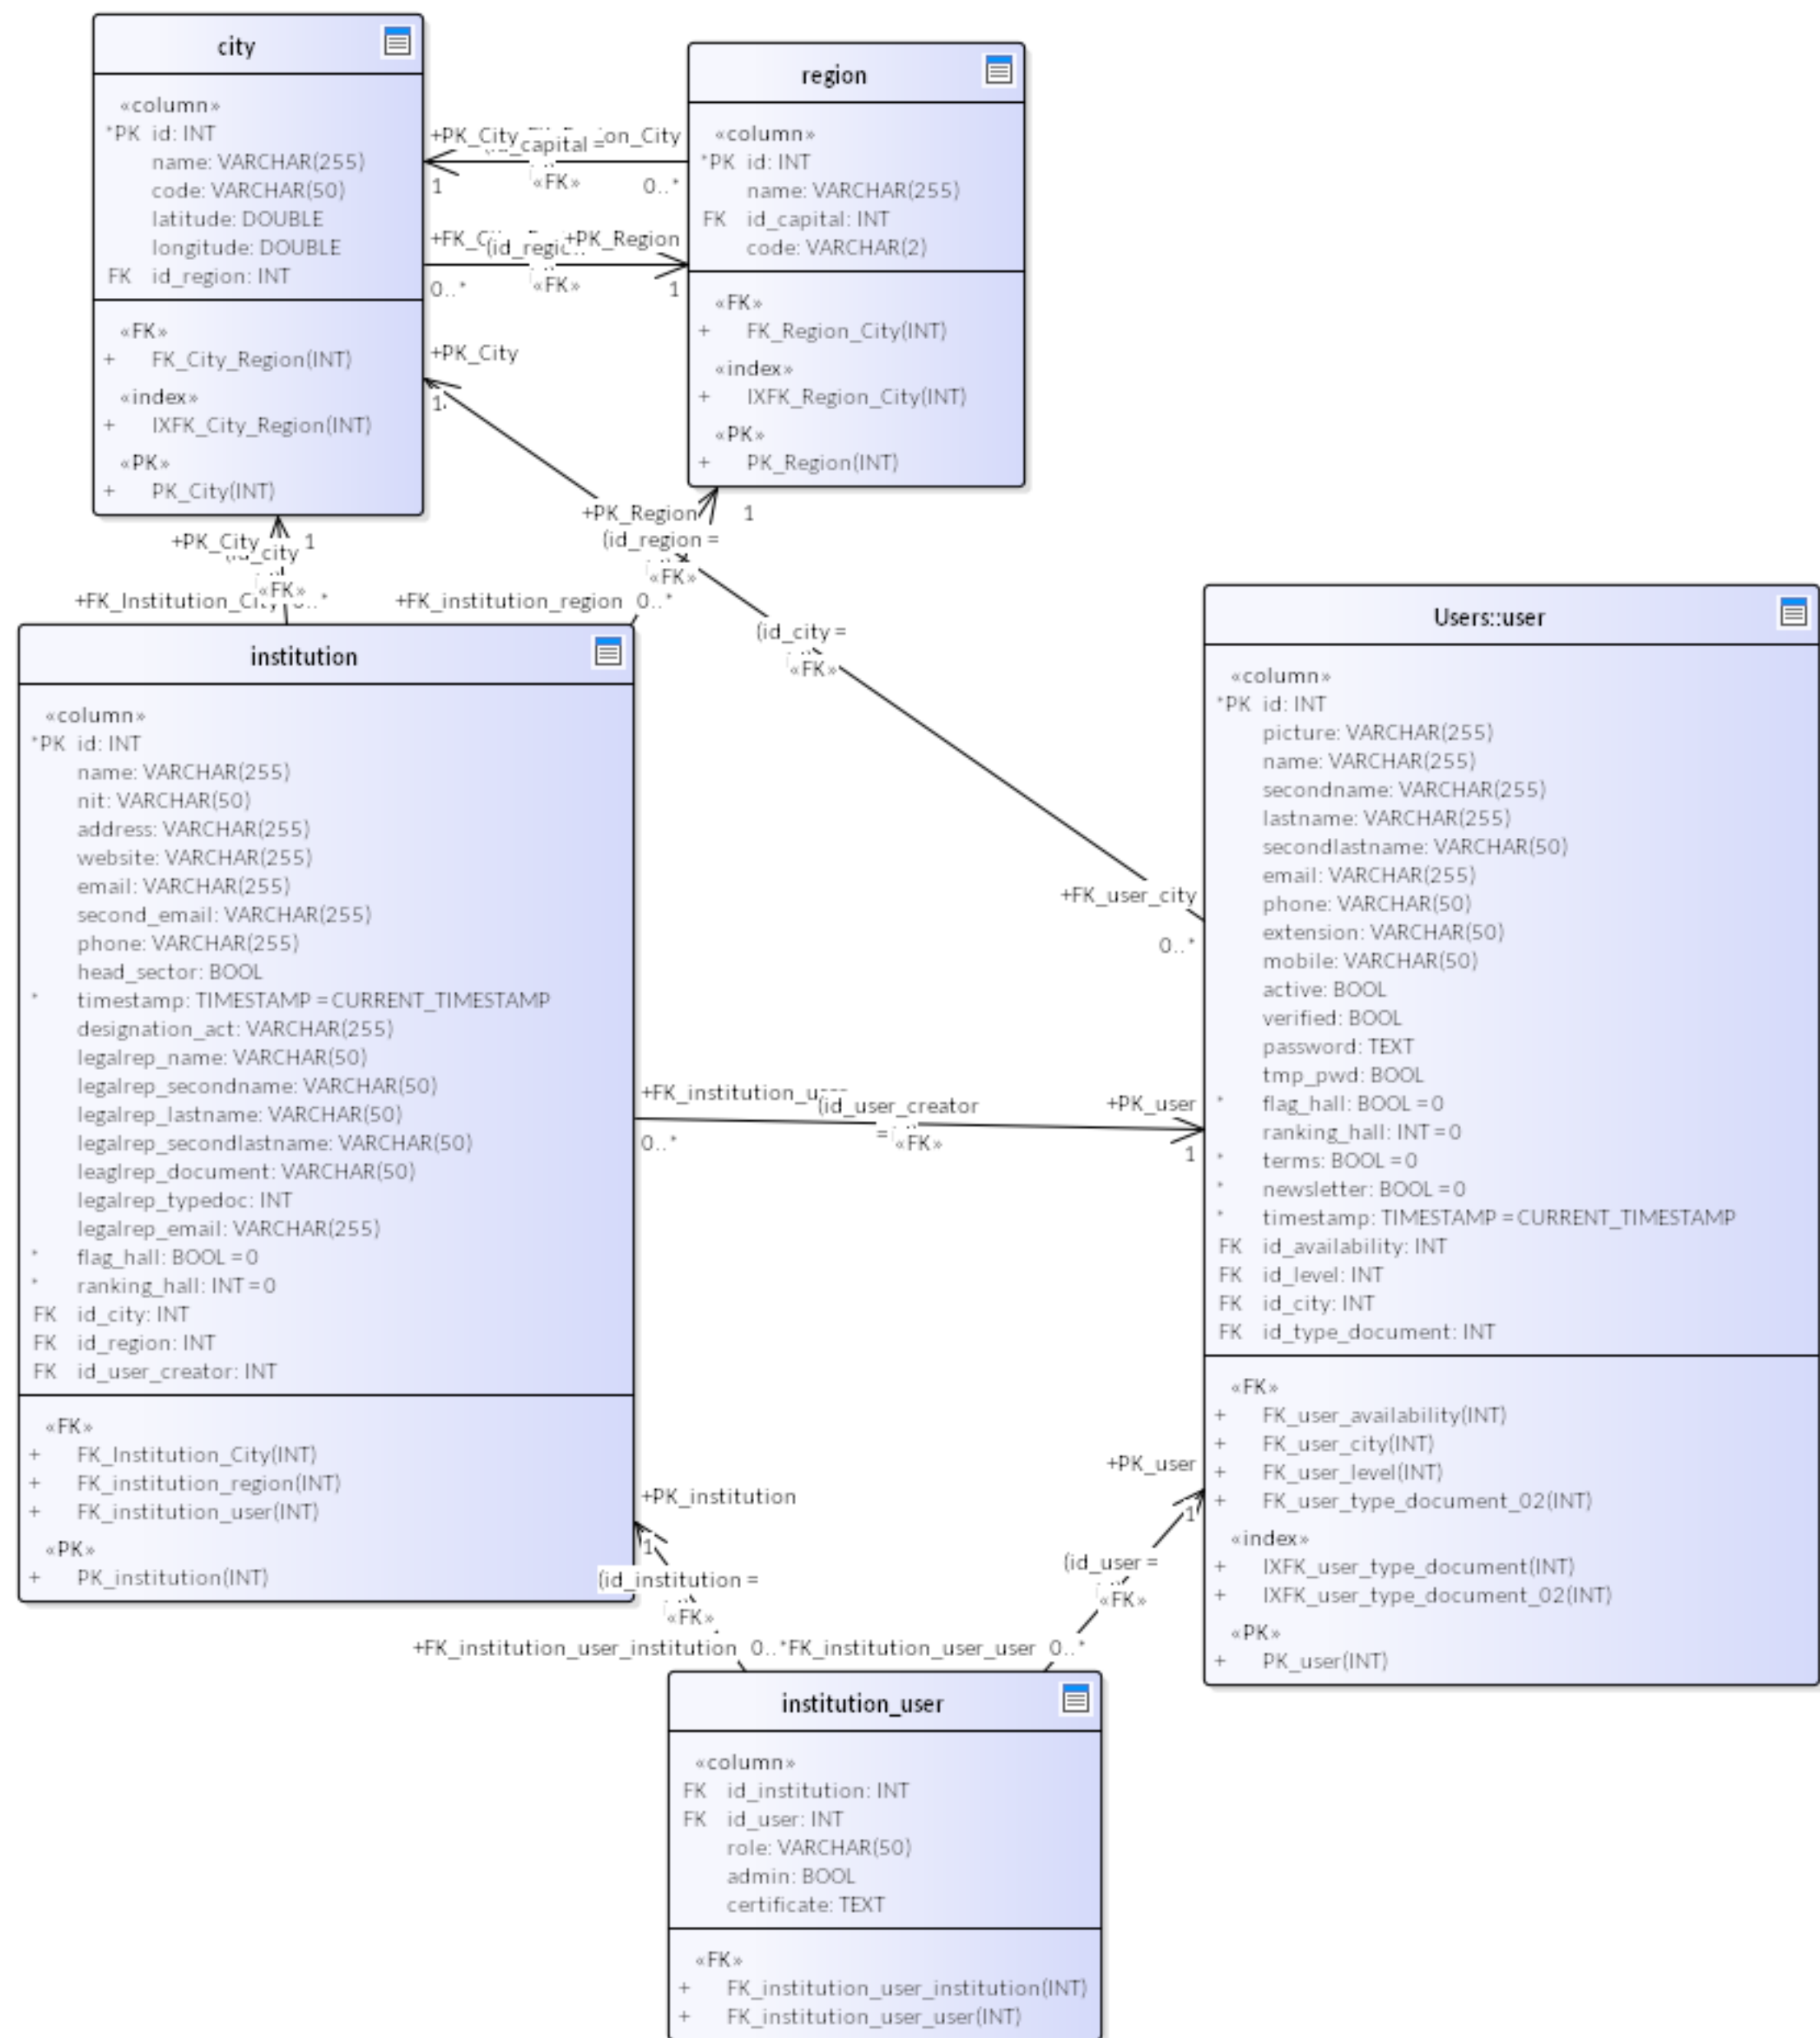 city
«column»
*PK id: INT
name: VARCHAR(255)
code: VARCHAR(50)
latitude: DOUBLE
longitude: DOUBLE
FK id_region: INT
«FK»
+ FK_City_Region(INT)
«index»
+ IXFK_City_Region(INT)
«PK»
+ PK_City(INT)
region
«column»
*PK id: INT
name: VARCHAR(255)
FK id_capital: INT
code: VARCHAR(2)
«FK»
+ FK_Region_City(INT)
«index»
+ IXFK_Region_City(INT)
«PK»
+ PK_Region(INT)
+PK_City
capital =
on_City
1
«FK»
0..*
(id_regio
+PK_Region
0..*
«FK»
1
+PK_City
1
+PK_Region
1
(id_region =
«FK»
+FK_institution_region 0..*
+PK_City
1
city
«FK»
+FK_Institution_City
(id_city =
«FK»
+FK_user_city
0..*
institution
«column»
*PK id: INT
name: VARCHAR(255)
nit: VARCHAR(50)
address: VARCHAR(255)
website: VARCHAR(255)
email: VARCHAR(255)
second_email: VARCHAR(255)
phone: VARCHAR(255)
head_sector: BOOL
* timestamp: TIMESTAMP = CURRENT_TIMESTAMP
designation_act: VARCHAR(255)
legalrep_name: VARCHAR(50)
legalrep_secondname: VARCHAR(50)
legalrep_lastname: VARCHAR(50)
legalrep_secondlastname: VARCHAR(50)
leaglrep_document: VARCHAR(50)
legalrep_typedoc: INT
legalrep_email: VARCHAR(255)
* flag_hall: BOOL = 0
* ranking_hall: INT = 0
FK id_city: INT
FK id_region: INT
FK id_user_creator: INT
«FK»
+ FK_Institution_City(INT)
+ FK_institution_region(INT)
+ FK_institution_user(INT)
«PK»
+ PK_institution(INT)
+FK_institution_u
(id_user_creator
+PK_user
0..*
=
«FK»
1
Users::user
«column»
*PK id: INT
picture: VARCHAR(255)
name: VARCHAR(255)
secondname: VARCHAR(255)
lastname: VARCHAR(255)
secondlastname: VARCHAR(50)
email: VARCHAR(255)
phone: VARCHAR(50)
extension: VARCHAR(50)
mobile: VARCHAR(50)
active: BOOL
verified: BOOL
password: TEXT
tmp_pwd: BOOL
* flag_hall: BOOL = 0
ranking_hall: INT = 0
* terms: BOOL = 0
* newsletter: BOOL = 0
* timestamp: TIMESTAMP = CURRENT_TIMESTAMP
FK id_availability: INT
FK id_level: INT
FK id_city: INT
FK id_type_document: INT
«FK»
+ FK_user_availability(INT)
+ FK_user_city(INT)
+ FK_user_level(INT)
+ FK_user_type_document_02(INT)
«index»
+ IXFK_user_type_document(INT)
+ IXFK_user_type_document_02(INT)
«PK»
+ PK_user(INT)
+PK_institution
1
(id_institution =
«FK»
+PK_user
1
(id_user =
«FK»
+FK_institution_user_institution 0..*
FK_institution_user_user 0..*
institution_user
«column»
FK id_institution: INT
FK id_user: INT
role: VARCHAR(50)
admin: BOOL
certificate: TEXT
«FK»
+ FK_institution_user_institution(INT)
+ FK_institution_user_user(INT)